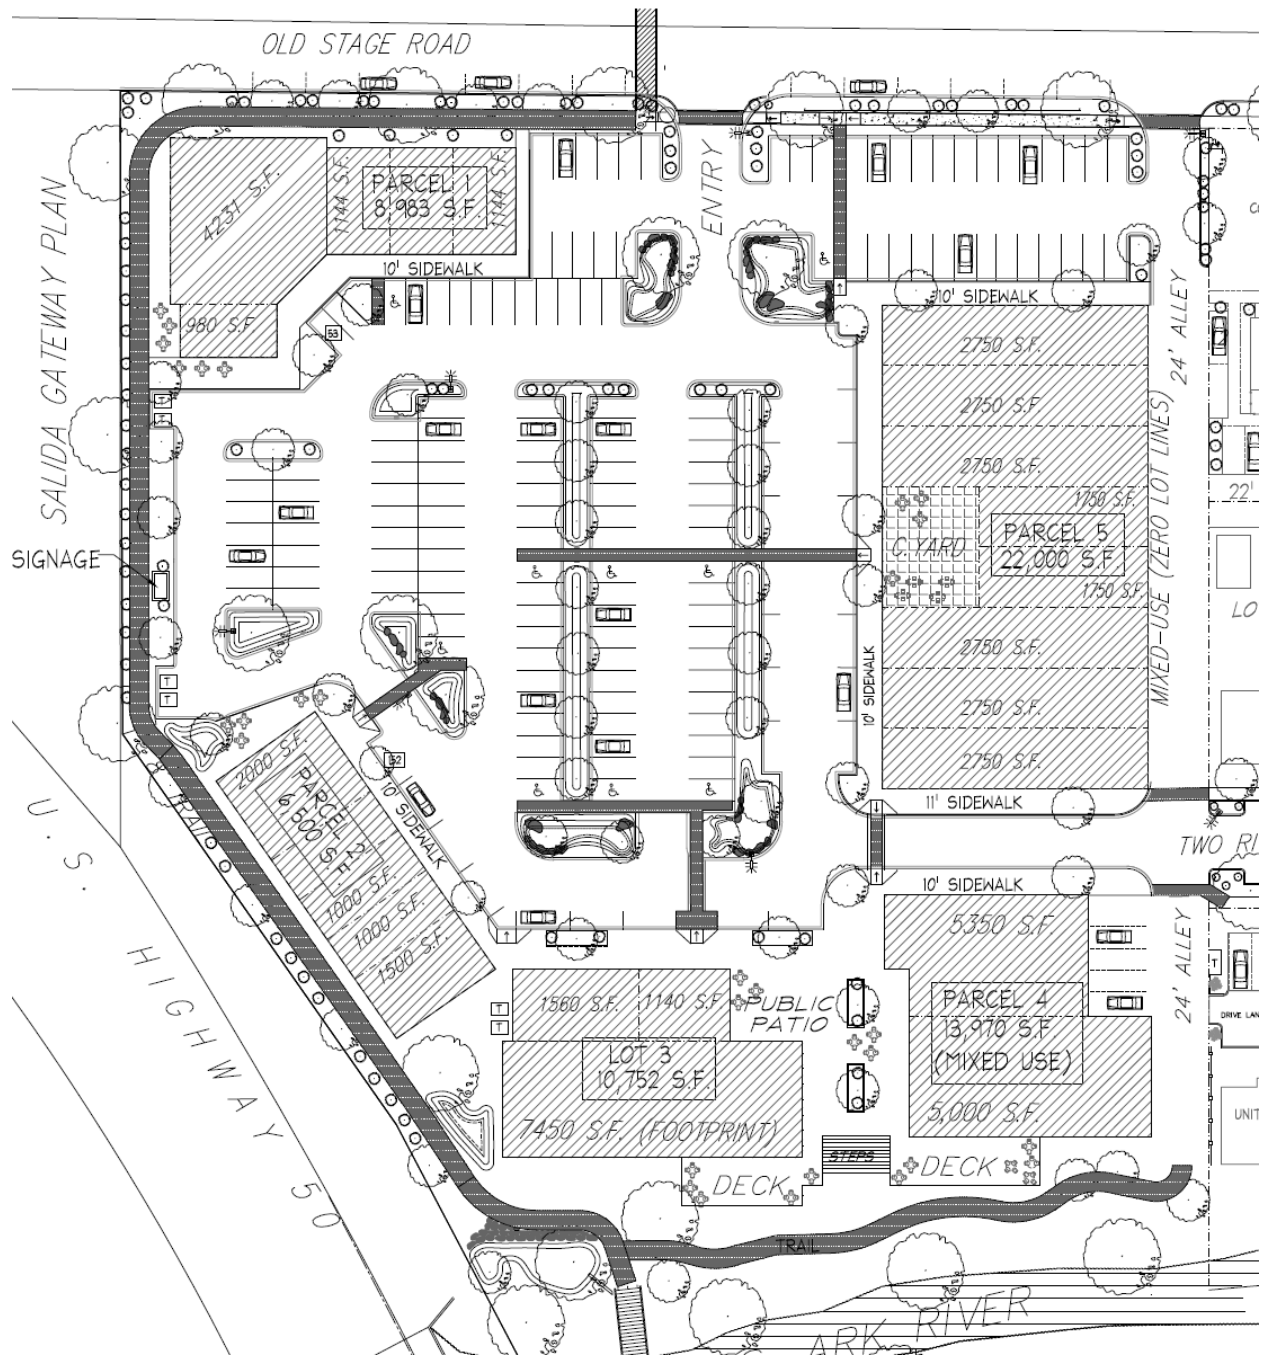 OLD STAGE ROAD
SALIDA GATEWAY PLAN
ENTRY
4231 S.F.
1144 S.F.
PARCEL 1
8,983 S.F.
1144 S.F.
10' SIDEWALK
980 S.F.
53
10' SIDEWALK
24' ALLEY
2750 S.F.
2750 S.F.
2750 S.F.
1750 S.F.
C.YARD
PARCEL 5
22,000 S.F.
1750 S.F.
MIXED-USE (ZERO LOT LINES)
22'
LO
SIGNAGE
2750 S.F.
2750 S.F.
2750 S.F.
10' SIDEWALK
T
T
T
2000 S.F.
PARCEL 2
6,500 S.F.
1000 S.F.
1000 S.F.
1500 S.F.
52
10' SIDEWALK
TRAIL
U.S. HIGHWAY 50
11' SIDEWALK
TWO RI
10' SIDEWALK
5350 S.F.
PARCEL 4
13,970 S.F.
(MIXED USE)
5,000 S.F.
24' ALLEY
T
DRIVE LAN
UNIT
1560 S.F.
1140 S.F.
T
T
PUBLIC
PATIO
LOT 3
10,752 S.F.
7450 S.F. (FOOTPRINT)
STEPS
DECK
DECK
TRAIL
ARK RIVER